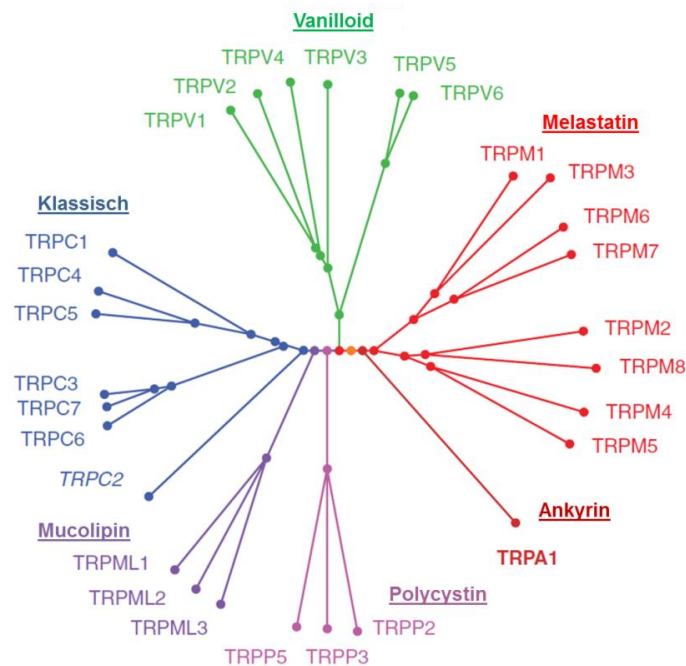 Vanilloid
TRPV1
TRPV2
TRPV4
TRPV3
TRPV5
TRPV6
Melastatin
TRPM1
TRPM3
TRPM6
TRPM7
TRPM2
TRPM8
TRPM4
TRPM5
Ankyrin
TRPA1
Klassisch
TRPC1
TRPC4
TRPC5
TRPC3
TRPC7
TRPC6
TRPC2
Mucolipin
TRPML1
TRPML2
TRPML3
Polycystin
TRPP5
TRPP3
TRPP2